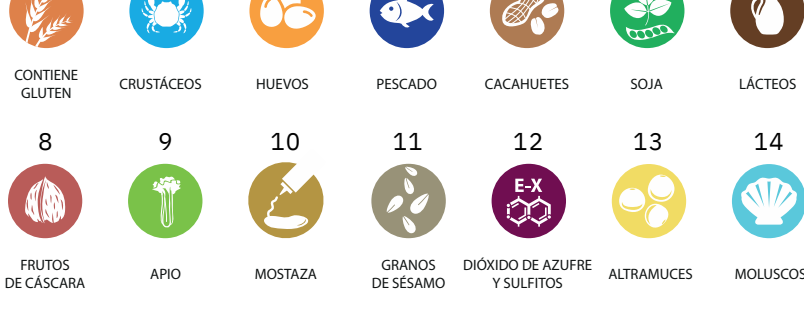 CONTIENE
GLUTEN
CRUSTÁCEOS
HUEVOS
PESCADO
CACAHUETES
SOJA
LÁCTEOS
8 9 10 11 12 13 14
E-X
FRUTOS
DE CÁSCARA
APIO
MOSTAZA
GRANOS
DE SÉSAMO
DIÓXIDO DE AZUFRE
Y SULFITOS
ALTRAMUCES
MOLUSCOS